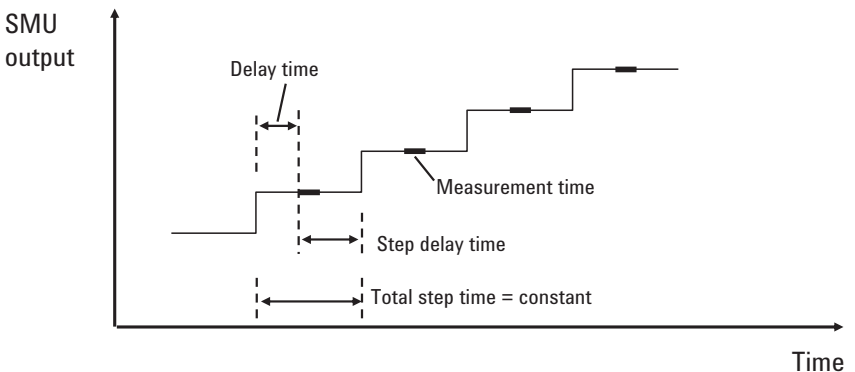 SMU
output
Delay time
Measurement time
Step delay time
Total step time = constant
Time